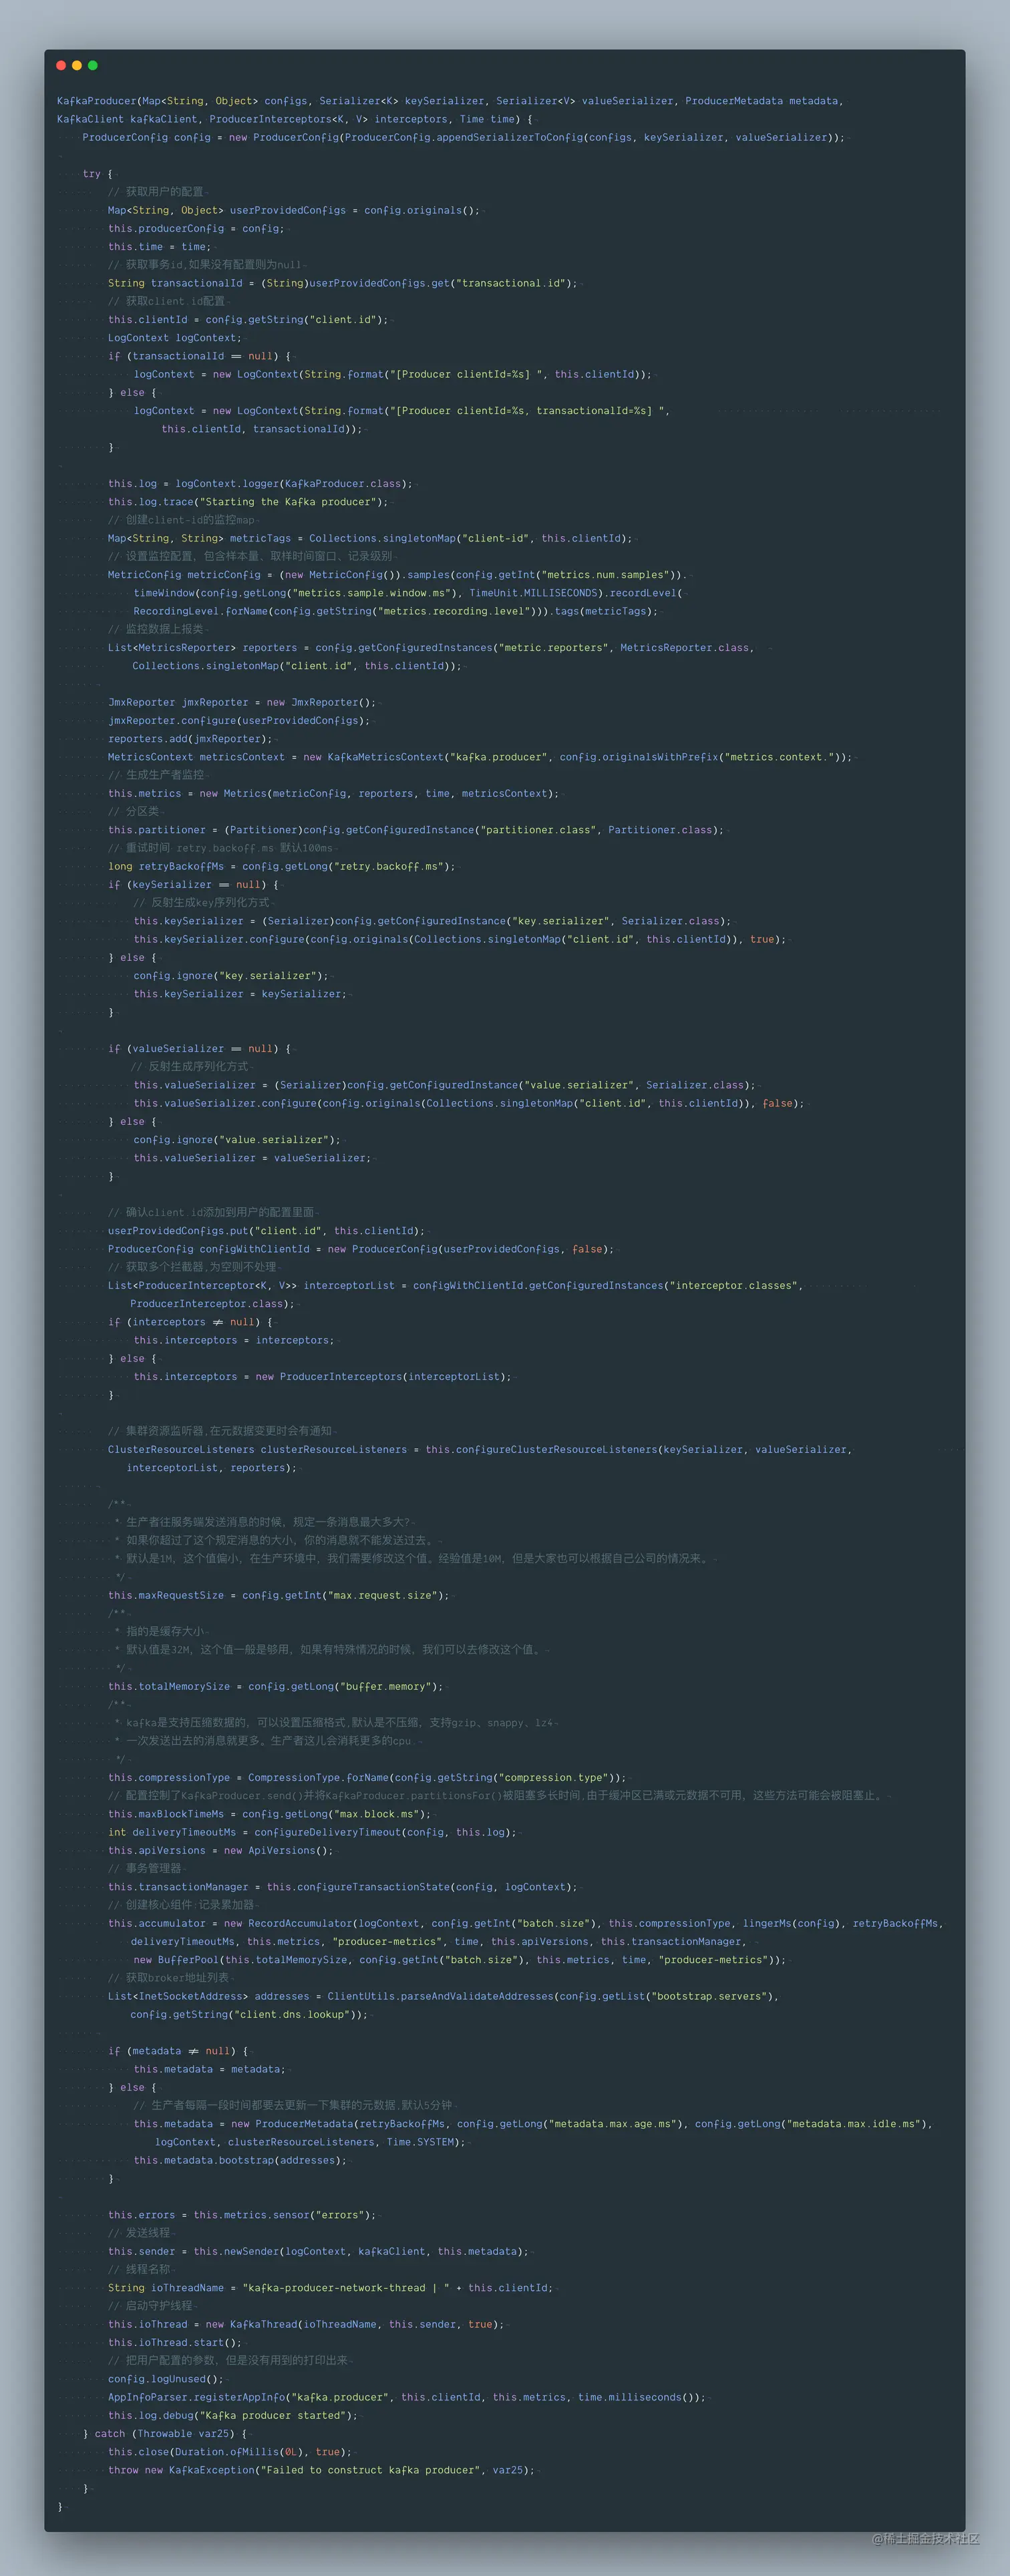 KafkaProducer(Map<String, Object> configs, Serializer<K> keySerializer, Serializer<V> valueSerializer, ProducerMetadata metadata,
KafkaClient kafkaClient, ProducerInterceptors<K, V> interceptors, Time time) {
ProducerConfig config = new ProducerConfig(ProducerConfig.appendSerializerToConfig(configs, keySerializer, valueSerializer));
try {
// 获取用户的配置
Map<String, Object> userProvidedConfigs = config.originals();
this.producerConfig = config;
this.time = time;
// 获取事务id,如果没有配置则为null
String transactionalId = (String)userProvidedConfigs.get("transactional.id");
// 获取client.id配置
this.clientId = config.getString("client.id");
LogContext logContext;
if (transactionalId == null) {
logContext = new LogContext(String.format("[Producer clientId=%s] ", this.clientId));
} else {
logContext = new LogContext(String.format("[Producer clientId=%s, transactionalId=%s] ",
this.clientId, transactionalId));
}
this.log = logContext.logger(KafkaProducer.class);
this.log.trace("Starting the Kafka producer");
// 创建client-id的监控map
Map<String, String> metricTags = Collections.singletonMap("client-id", this.clientId);
// 设置监控配置、包含样本量、取样时间窗口、记录级别
MetricConfig metricConfig = (new MetricConfig()).samples(config.getInt("metrics.num.samples")).
timeWindow(config.getLong("metrics.sample.window.ms"), TimeUnit.MILLISECONDS).recordLevel(
RecordingLevel.forName(config.getString("metrics.recording.level"))).tags(metricTags);
// 监控数据上报类
List<MetricsReporter> reporters = config.getConfiguredInstances("metric.reporters", MetricsReporter.class,
Collections.singletonMap("client.id", this.clientId));
JmxReporter jmxReporter = new JmxReporter();
jmxReporter.configure(userProvidedConfigs);
reporters.add(jmxReporter);
MetricsContext metricsContext = new KafkaMetricsContext("kafka.producer", config.originalsWithPrefix("metrics.context."));
// 生成生产者监控
this.metrics = new Metrics(metricConfig, reporters, time, metricsContext);
// 分区类
this.partitioner = (Partitioner)config.getConfiguredInstance("partitioner.class", Partitioner.class);
// 重试时间 retry.backoff.ms 默认100ms
long retryBackoffMs = config.getLong("retry.backoff.ms");
if (keySerializer == null) {
// 反射生成key序列化方式
this.keySerializer = (Serializer)config.getConfiguredInstance("key.serializer", Serializer.class);
this.keySerializer.configure(config.originals(Collections.singletonMap("client.id", this.clientId)), true);
} else {
config.ignore("key.serializer");
this.keySerializer = keySerializer;
}
if (valueSerializer == null) {
// 反射生成序列化方式
this.valueSerializer = (Serializer)config.getConfiguredInstance("value.serializer", Serializer.class);
this.valueSerializer.configure(config.originals(Collections.singletonMap("client.id", this.clientId)), false);
} else {
config.ignore("value.serializer");
this.valueSerializer = valueSerializer;
}
// 确认client.id添加到用户的配置里面
userProvidedConfigs.put("client.id", this.clientId);
ProducerConfig configWithClientId = new ProducerConfig(userProvidedConfigs, false);
// 获取多个拦截器,为空则不处理
List<ProducerInterceptor<K, V>> interceptorList = configWithClientId.getConfiguredInstances("interceptor.classes",
ProducerInterceptor.class);
if (interceptors != null) {
this.interceptors = interceptors;
} else {
this.interceptors = new ProducerInterceptors(interceptorList);
}
// 集群资源监听器,在元数据变更时会有通知
ClusterResourceListeners clusterResourceListeners = this.configureClusterResourceListeners(keySerializer, valueSerializer,
interceptorList, reporters);
/**
* 生产者往服务端发送消息的时候，规定一条消息最大多大?
* 如果你超过了这个规定消息的大小，你的消息就不能发送过去。
* 默认是1M，这个值偏小，在生产环境中，我们需要修改这个值。经验值是10M，但是大家也可以根据自己公司的情况来。
*/
this.maxRequestSize = config.getInt("max.request.size");
/**
* 指的是缓存大小
* 默认值是32M，这个值一般是够用，如果有特殊情况的时候，我们可以去修改这个值。
*/
this.totalMemorySize = config.getLong("buffer.memory");
/**
* kafka是支持压缩数据的，可以设置压缩格式,默认是不压缩，支持gzip、snappy、lz4
* 一次发送出去的消息就更多。生产者这儿会消耗更多的cpu.
*/
this.compressionType = CompressionType.forName(config.getString("compression.type"));
// 配置控制了KafkaProducer.send()并将KafkaProducer.partitionsFor()被阻塞多长时间,由于缓冲区已满或元数据不可用，这些方法可能会被阻塞止。
this.maxBlockTimeMs = config.getLong("max.block.ms");
int deliveryTimeoutMs = configureDeliveryTimeout(config, this.log);
this.apiVersions = new ApiVersions();
// 事务管理器
this.transactionManager = this.configureTransactionState(config, logContext);
// 创建核心组件:记录累加器
this.accumulator = new RecordAccumulator(logContext, config.getInt("batch.size"), this.compressionType, lingerMs(config), retryBackoffMs,
deliveryTimeoutMs, this.metrics, "producer-metrics", time, this.apiVersions, this.transactionManager,
new BufferPool(this.totalMemorySize, config.getInt("batch.size"), this.metrics, time, "producer-metrics"));
// 获取broker地址列表
List<InetSocketAddress> addresses = ClientUtils.parseAndValidateAddresses(config.getList("bootstrap.servers"),
config.getString("client.dns.lookup"));
if (metadata != null) {
this.metadata = metadata;
} else {
// 生产者每隔一段时间都要去更新一下集群的元数据,默认5分钟
this.metadata = new ProducerMetadata(retryBackoffMs, config.getLong("metadata.max.age.ms"), config.getLong("metadata.max.idle.ms"),
logContext, clusterResourceListeners, Time.SYSTEM);
this.metadata.bootstrap(addresses);
}
this.errors = this.metrics.sensor("errors");
// 发送线程
this.sender = this.newSender(logContext, kafkaClient, this.metadata);
// 线程名称
String ioThreadName = "kafka-producer-network-thread | " + this.clientId;
// 启动守护线程
this.ioThread = new KafkaThread(ioThreadName, this.sender, true);
this.ioThread.start();
// 把用户配置的参数，但是没有用到的打印出来
config.logUnused();
AppInfoParser.registerAppInfo("kafka.producer", this.clientId, this.metrics, time.milliseconds());
this.log.debug("Kafka producer started");
} catch (Throwable var25) {
this.close(Duration.ofMillis(0L), true);
throw new KafkaException("Failed to construct kafka producer", var25);
}
}
@稀土掘金技术社区